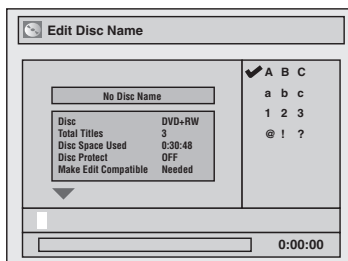 Edit Disc Name
No Disc Name
Disc DVD+RW
Total Titles 3
Disc Space Used 0:30:48
Disc Protect OFF
Make Edit Compatible Needed
A B C
a b c
1 2 3
@ ! ?
0:00:00